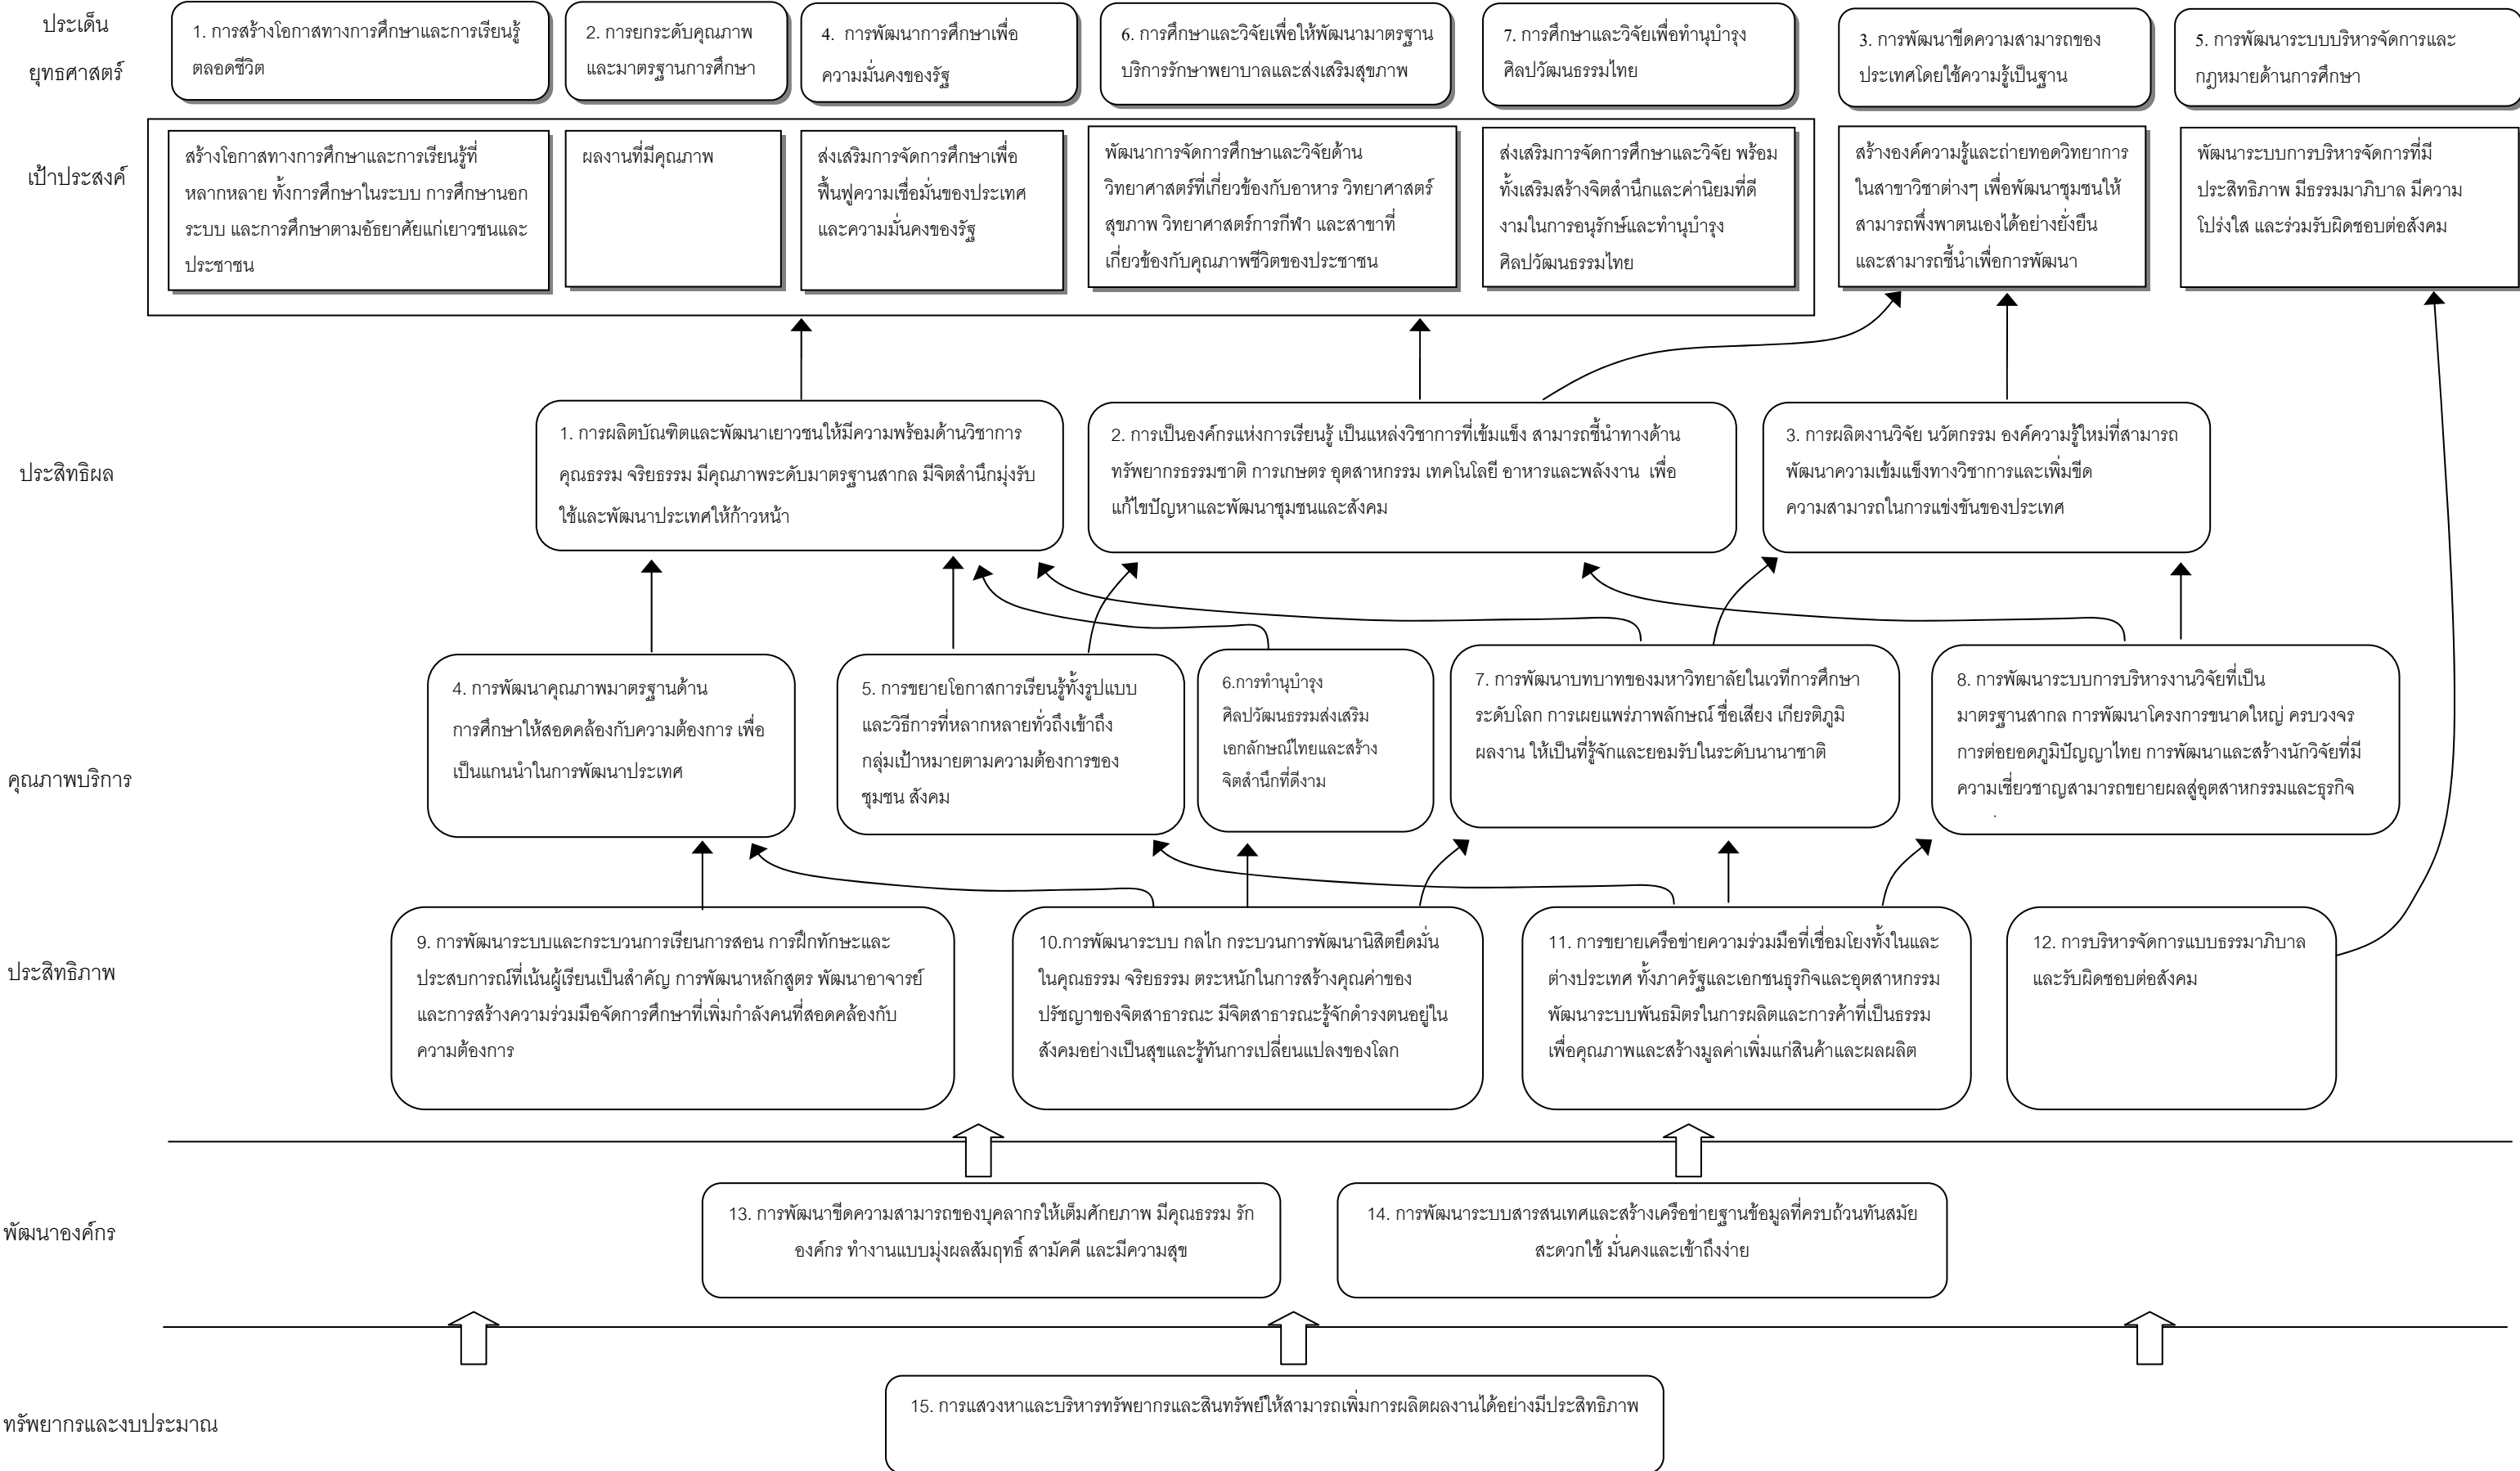 ประเด็น
ยุทธศาสตร์
1. การสร้างโอกาสทางการศึกษาและการเรียนรู้
ตลอดชีวิต
2. การยกระดับคุณภาพ
และมาตรฐานการศึกษา
4. การพัฒนาการศึกษาเพื่อ
ความมั่นคงของรัฐ
6. การศึกษาและวิจัยเพื่อให้พัฒนามาตรฐาน
บริการรักษาพยาบาลและส่งเสริมสุขภาพ
7. การศึกษาและวิจัยเพื่อทำนุบำรุง
ศิลปวัฒนธรรมไทย
3. การพัฒนาขีดความสามารถของ
ประเทศโดยใช้ความรู้เป็นฐาน
5. การพัฒนาระบบบริหารจัดการและ
กฎหมายด้านการศึกษา
เป้าประสงค์
สร้างโอกาสทางการศึกษาและการเรียนรู้ที่
หลากหลาย ทั้งการศึกษาในระบบ การศึกษานอก
ระบบ และการศึกษาตามอัธยาศัยแก่เยาวชนและ
ประชาชน
ผลงานที่มีคุณภาพ
ส่งเสริมการจัดการศึกษาเพื่อ
ฟื้นฟูความเชื่อมั่นของประเทศ
และความมั่นคงของรัฐ
พัฒนาการจัดการศึกษาและวิจัยด้าน
วิทยาศาสตร์ที่เกี่ยวข้องกับอาหาร วิทยาศาสตร์
สุขภาพ วิทยาศาสตร์การกีฬา และสาขาที่
เกี่ยวข้องกับคุณภาพชีวิตของประชาชน
ส่งเสริมการจัดการศึกษาและวิจัย พร้อม
ทั้งเสริมสร้างจิตสำนึกและค่านิยมที่ดี
งามในการอนุรักษ์และทำนุบำรุง
ศิลปวัฒนธรรมไทย
สร้างองค์ความรู้และถ่ายทอดวิทยาการ
ในสาขาวิชาต่างๆ เพื่อพัฒนาชุมชนให้
สามารถพึ่งพาตนเองได้อย่างยั่งยืน
และสามารถชี้นำเพื่อการพัฒนา
พัฒนาระบบการบริหารจัดการที่มี
ประสิทธิภาพ มีธรรมมาภิบาล มีความ
โปร่งใส และร่วมรับผิดชอบต่อสังคม
ประสิทธิผล
1. การผลิตบัณฑิตและพัฒนาเยาวชนให้มีความพร้อมด้านวิชาการ
คุณธรรม จริยธรรม มีคุณภาพระดับมาตรฐานสากล มีจิตสำนึกมุ่งรับ
ใช้และพัฒนาประเทศให้ก้าวหน้า
2. การเป็นองค์กรแห่งการเรียนรู้ เป็นแหล่งวิชาการที่เข้มแข็ง สามารถชี้นำทางด้าน
ทรัพยากรธรรมชาติ การเกษตร อุตสาหกรรม เทคโนโลยี อาหารและพลังงาน เพื่อ
แก้ไขปัญหาและพัฒนาชุมชนและสังคม
3. การผลิตงานวิจัย นวัตกรรม องค์ความรู้ใหม่ที่สามารถ
พัฒนาความเข้มแข็งทางวิชาการและเพิ่มขีด
ความสามารถในการแข่งขันของประเทศ
คุณภาพบริการ
4. การพัฒนาคุณภาพมาตรฐานด้าน
การศึกษาให้สอดคล้องกับความต้องการ เพื่อ
เป็นแกนนำในการพัฒนาประเทศ
5. การขยายโอกาสการเรียนรู้ทั้งรูปแบบ
และวิธีการที่หลากหลายทั่วถึงเข้าถึง
กลุ่มเป้าหมายตามความต้องการของ
ชุมชน สังคม
6.การทำนุบำรุง
ศิลปวัฒนธรรมส่งเสริม
เอกลักษณ์ไทยและสร้าง
จิตสำนึกที่ดีงาม
7. การพัฒนาบทบาทของมหาวิทยาลัยในเวทีการศึกษา
ระดับโลก การเผยแพร่ภาพลักษณ์ ชื่อเสียง เกียรติภูมิ
ผลงาน ให้เป็นที่รู้จักและยอมรับในระดับนานาชาติ
8. การพัฒนาระบบการบริหารงานวิจัยที่เป็น
มาตรฐานสากล การพัฒนาโครงการขนาดใหญ่ ครบวงจร
การต่อยอดภูมิปัญญาไทย การพัฒนาและสร้างนักวิจัยที่มี
ความเชี่ยวชาญสามารถขยายผลสู่อุตสาหกรรมและธุรกิจ
ประสิทธิภาพ
9. การพัฒนาระบบและกระบวนการเรียนการสอน การฝึกทักษะและ
ประสบการณ์ที่เน้นผู้เรียนเป็นสำคัญ การพัฒนาหลักสูตร พัฒนาอาจารย์
และการสร้างความร่วมมือจัดการศึกษาที่เพิ่มกำลังคนที่สอดคล้องกับ
ความต้องการ
10.การพัฒนาระบบ กลไก กระบวนการพัฒนานิสิตยึดมั่น
ในคุณธรรม จริยธรรม ตระหนักในการสร้างคุณค่าของ
ปรัชญาของจิตสาธารณะ มีจิตสาธารณะรู้จักดำรงตนอยู่ใน
สังคมอย่างเป็นสุขและรู้ทันการเปลี่ยนแปลงของโลก
11. การขยายเครือข่ายความร่วมมือที่เชื่อมโยงทั้งในและ
ต่างประเทศ ทั้งภาครัฐและเอกชนธุรกิจและอุตสาหกรรม
พัฒนาระบบพันธมิตรในการผลิตและการค้าที่เป็นธรรม
เพื่อคุณภาพและสร้างมูลค่าเพิ่มแก่สินค้าและผลผลิต
12. การบริหารจัดการแบบธรรมาภิบาล
และรับผิดชอบต่อสังคม
พัฒนาองค์กร
13. การพัฒนาขีดความสามารถของบุคลากรให้เต็มศักยภาพ มีคุณธรรม รัก
องค์กร ทำงานแบบมุ่งผลสัมฤทธิ์ สามัคคี และมีความสุข
14. การพัฒนาระบบสารสนเทศและสร้างเครือข่ายฐานข้อมูลที่ครบถ้วนทันสมัย
สะดวกใช้ มั่นคงและเข้าถึงง่าย
ทรัพยากรและงบประมาณ
15. การแสวงหาและบริหารทรัพยากรและสินทรัพย์ให้สามารถเพิ่มการผลิตผลงานได้อย่างมีประสิทธิภาพ